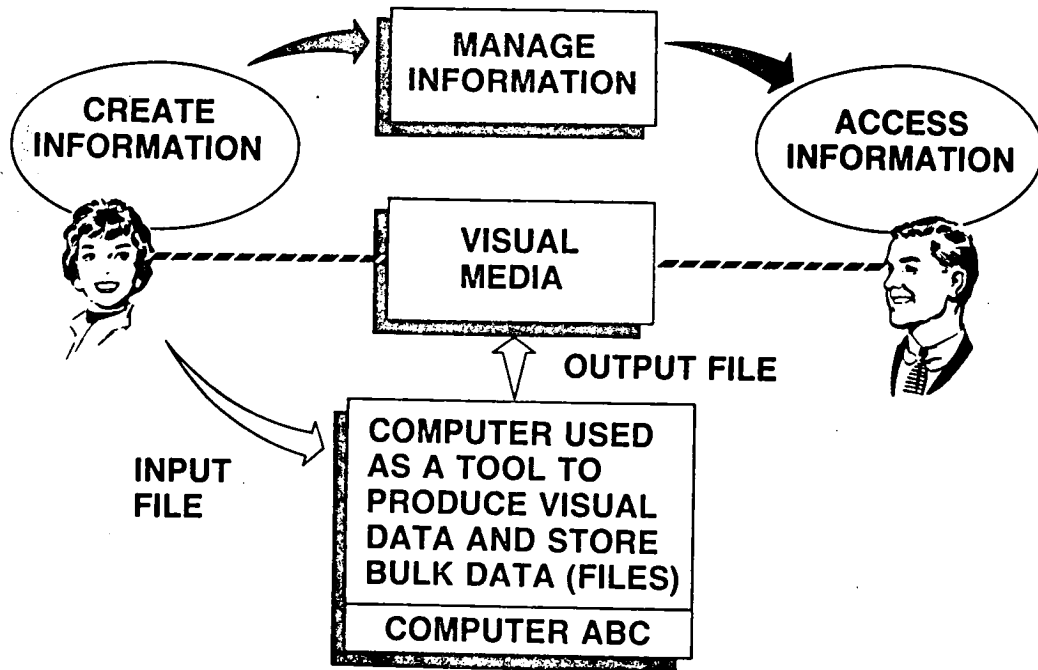 MANAGE
INFORMATION
CREATE
INFORMATION
ACCESS
INFORMATION
VISUAL
MEDIA
OUTPUT FILE
INPUT
FILE
COMPUTER USED
AS A TOOL TO
PRODUCE VISUAL
DATA AND STORE
BULK DATA (FILES)
COMPUTER ABC